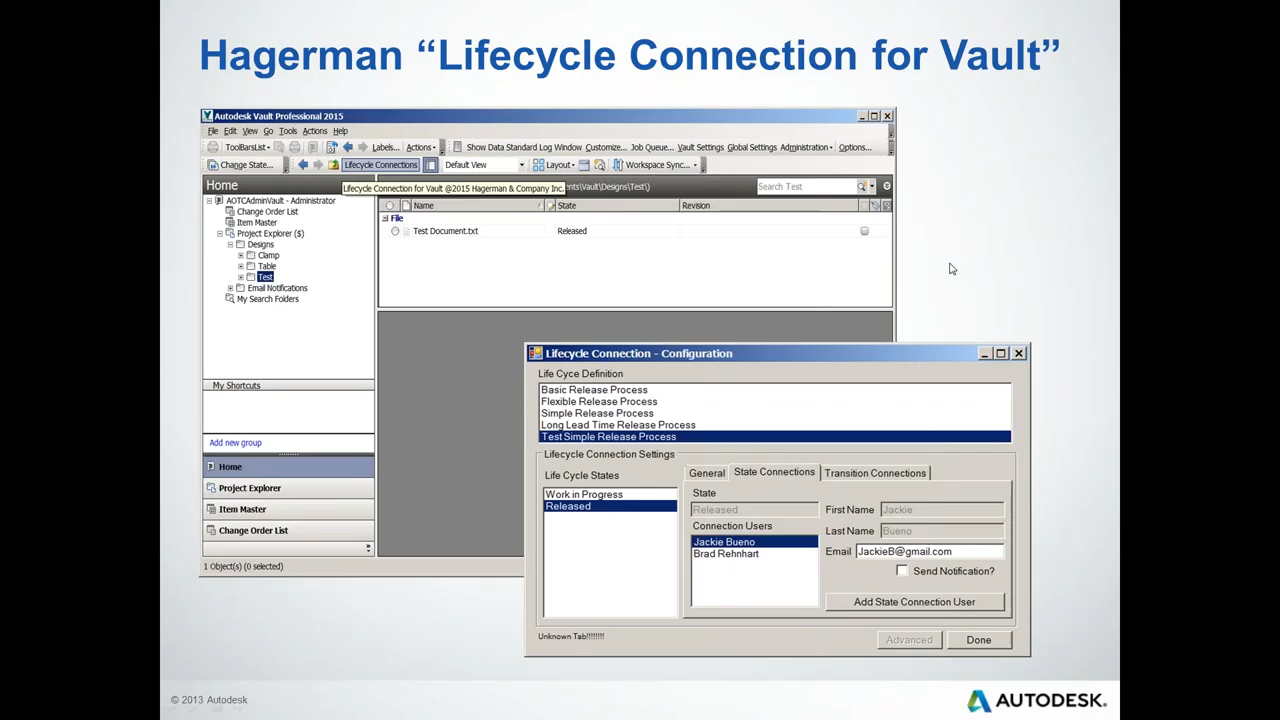 Hagerman “Lifecycle Connection for Vault”
Autodesk Vault Professional 2015
File Edit View Go Tools Actions Help
ToolBarsList Labels... Actions Show Data Standard Log Window Customize... Job Queue... Vault Settings Global Settings Administration Options...
Change State... Lifecycle Connections Default View Layout Workspace Sync...
Home
Lifecycle Connection for Vault @2015 Hagerman & Company Inc.
ents\Vault\Designs\Test\)
Search Test
AOTCAdminVault - Administrator
Change Order List
Item Master
Project Explorer ($)
Designs
Clamp
Table
Test
Email Notifications
My Search Folders
Name State Revision
File
Test Document.txt Released
My Shortcuts
Add new group
Home
Project Explorer
Item Master
Change Order List
1 Object(s) (0 selected)
Lifecycle Connection - Configuration
Life Cyce Definition
Basic Release Process
Flexible Release Process
Simple Release Process
Long Lead Time Release Process
Test Simple Release Process
Lifecycle Connection Settings
Life Cycle States
Work in Progress
Released
General State Connections Transition Connections
State
Released
Connection Users
Jackie Bueno
Brad Rehnhart
First Name Jackie
Last Name Bueno
Email JackieB@gmail.com
Send Notification?
Add State Connection User
Unknown Tab!!!!!!!!
Advanced Done
© 2013 Autodesk
AUTODESK.